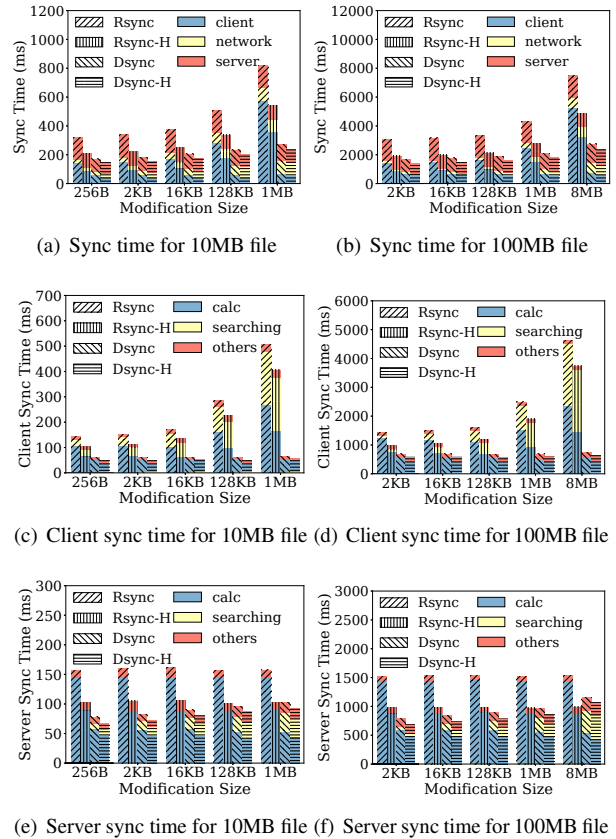 1200
1000
800
600
400
200
0
Sync Time (ms)
Rsync
Rsync-H
Dsync
Dsync-H
client
network
server
256B 2KB 16KB 128KB 1MB
Modification Size
(a) Sync time for 10MB file
12000
10000
8000
6000
4000
2000
0
Sync Time (ms)
Rsync
Rsync-H
Dsync
Dsync-H
client
network
server
2KB 16KB 128KB 1MB 8MB
Modification Size
(b) Sync time for 100MB file
700
600
500
400
300
200
100
0
Client Sync Time (ms)
Rsync
Rsync-H
Dsync
Dsync-H
calc
searching
others
256B 2KB 16KB 128KB 1MB
Modification Size
(c) Client sync time for 10MB file
6000
5000
4000
3000
2000
1000
0
Client Sync Time (ms)
Rsync
Rsync-H
Dsync
Dsync-H
calc
searching
others
2KB 16KB 128KB 1MB 8MB
Modification Size
(d) Client sync time for 100MB file
300
250
200
150
100
50
0
Server Sync Time (ms)
Rsync
Rsync-H
Dsync
Dsync-H
calc
searching
others
256B 2KB 16KB 128KB 1MB
Modification Size
(e) Server sync time for 10MB file
3000
2500
2000
1500
1000
500
0
Server Sync Time (ms)
Rsync
Rsync-H
Dsync
Dsync-H
calc
searching
others
2KB 16KB 128KB 1MB 8MB
Modification Size
(f) Server sync time for 100MB file